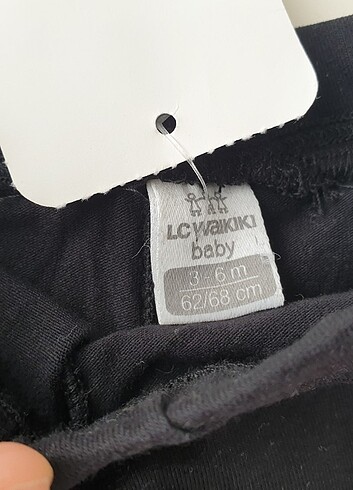 LC WAIKIKI
baby
3 - 6 m
62/68 cm